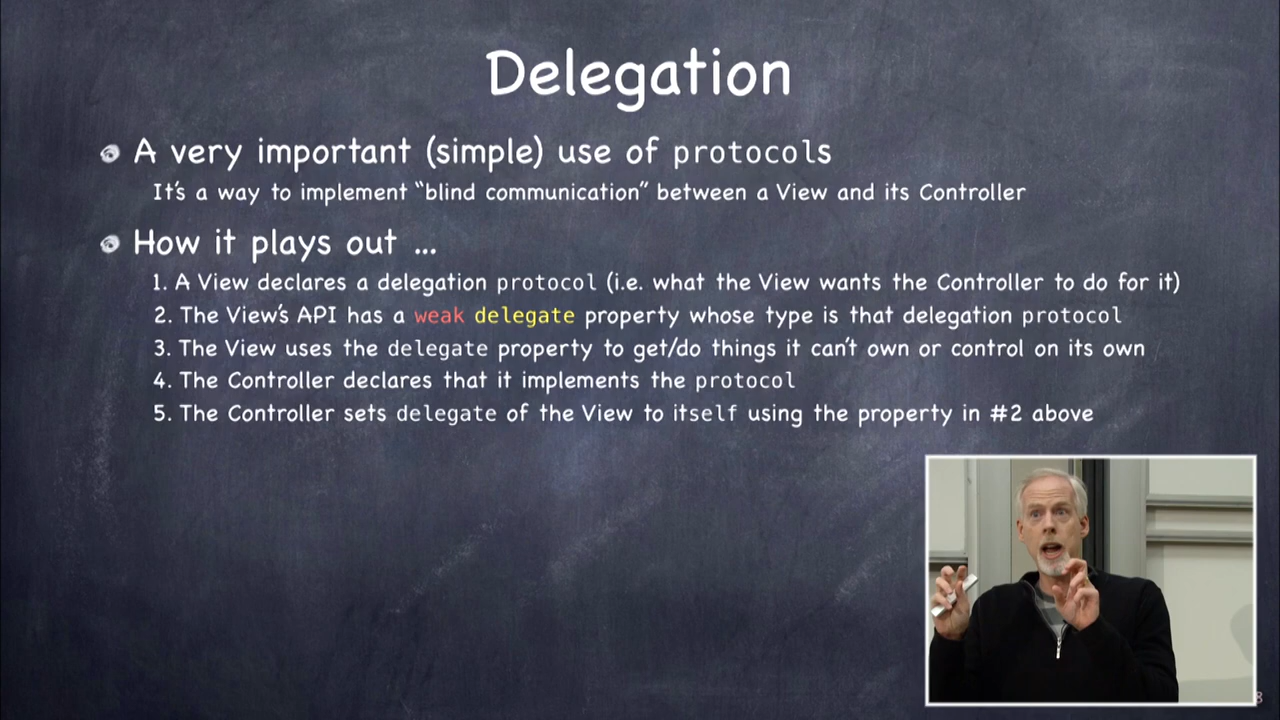 Delegation
A very important (simple) use of protocols
It's a way to implement “blind communication” between a View and its Controller
How it plays out ...
1. A View declares a delegation protocol (i.e. what the View wants the Controller to do for it)
2. The View's API has a weak delegate property whose type is that delegation protocol
3. The View uses the delegate property to get/do things it can't own or control on its own
4. The Controller declares that it implements the protocol
5. The Controller sets delegate of the View to itself using the property in #2 above